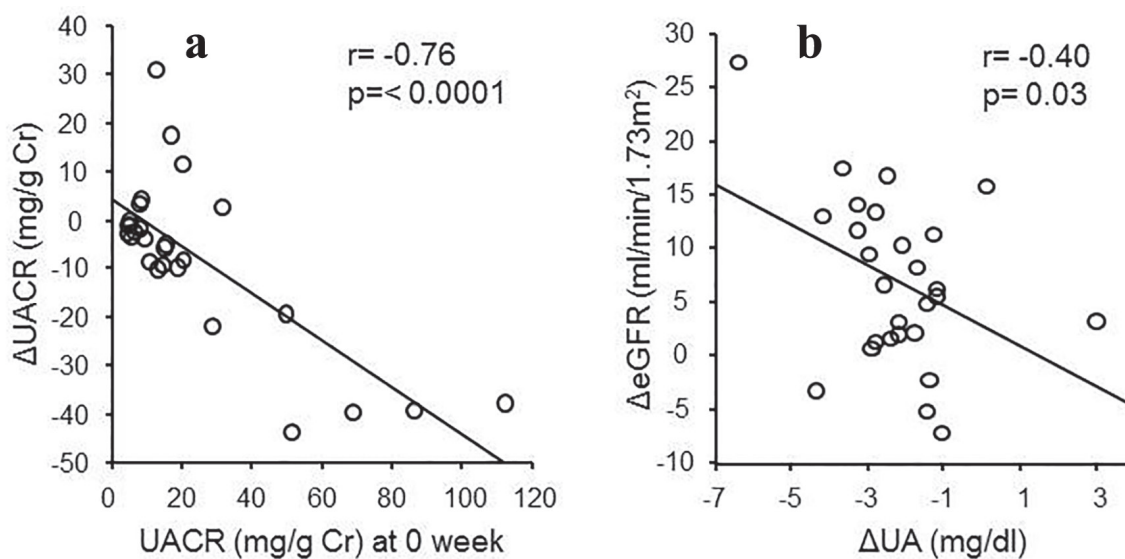 a
r= -0.76
p=< 0.0001
ΔUACR (mg/g Cr)
40
30
20
10
0
-10
-20
-30
-40
-50
0 20 40 60 80 100 120
UACR (mg/g Cr) at 0 week
b
r= -0.40
p= 0.03
ΔeGFR (ml/min/1.73m²)
30
25
20
15
10
5
0
-5
-10
-7 -5 -3 -1 1 3
ΔUA (mg/dl)